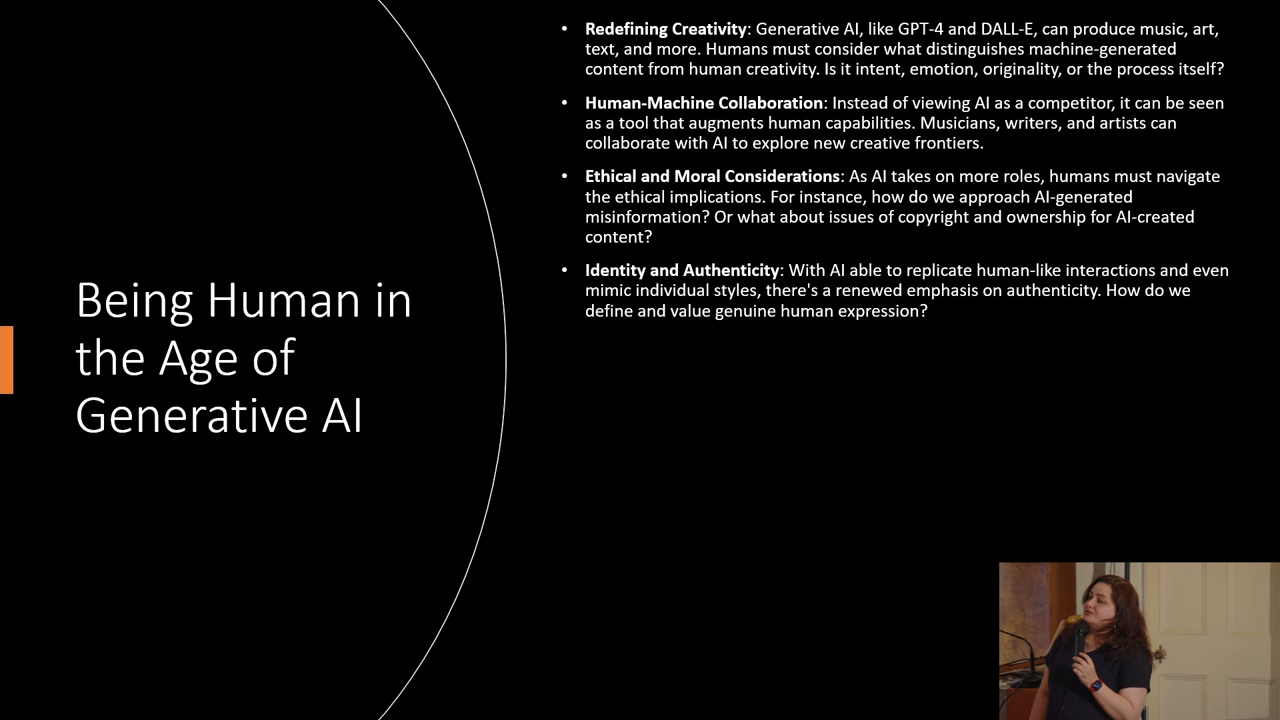 Being Human in
the Age of
Generative AI
• Redefining Creativity: Generative AI, like GPT-4 and DALL-E, can produce music, art,
text, and more. Humans must consider what distinguishes machine-generated
content from human creativity. Is it intent, emotion, originality, or the process itself?
• Human-Machine Collaboration: Instead of viewing AI as a competitor, it can be seen
as a tool that augments human capabilities. Musicians, writers, and artists can
collaborate with AI to explore new creative frontiers.
• Ethical and Moral Considerations: As AI takes on more roles, humans must navigate
the ethical implications. For instance, how do we approach AI-generated
misinformation? Or what about issues of copyright and ownership for AI-created
content?
• Identity and Authenticity: With AI able to replicate human-like interactions and even
mimic individual styles, there's a renewed emphasis on authenticity. How do we
define and value genuine human expression?